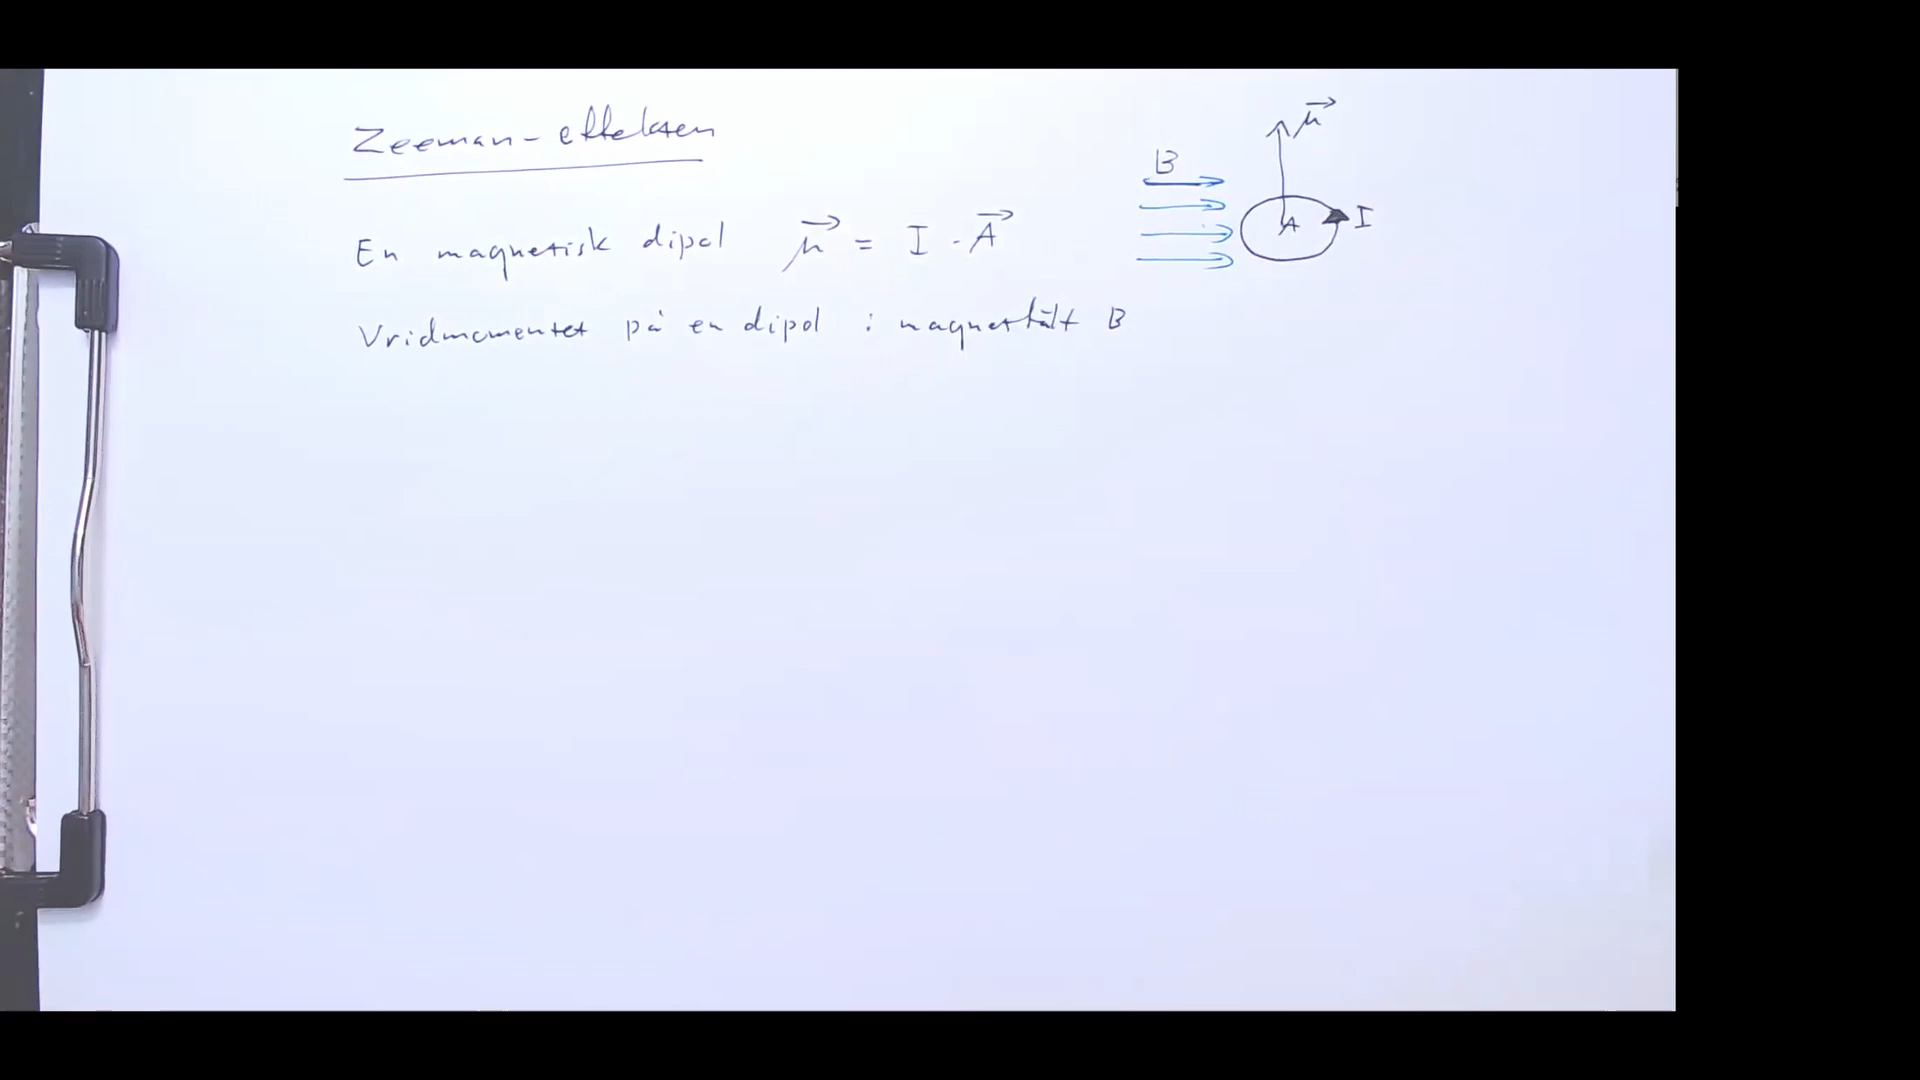 Zeeman-effekten
En magnetisk dipol μ⃗ = I · A⃗
Vridmomentet på en dipol i magnetfält B
B
μ⃗
A
I